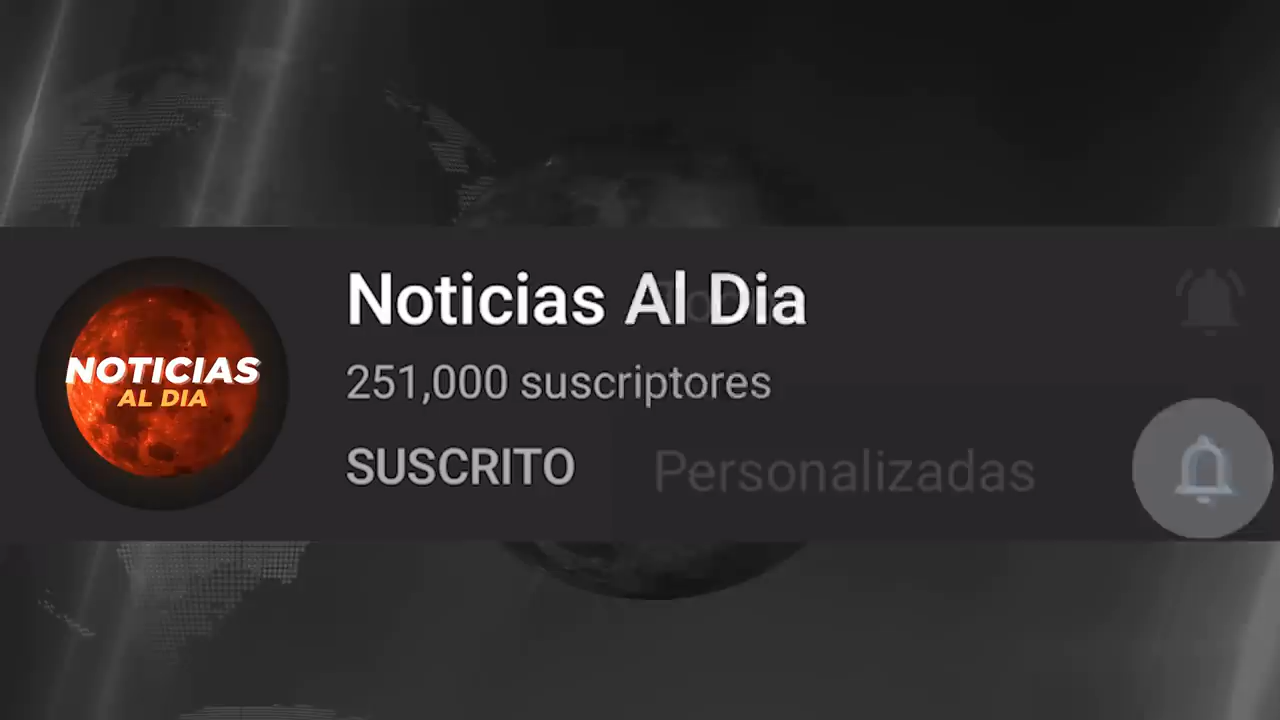 Noticias Al Dia
NOTICIAS
AL DIA
251,000 suscriptores
SUSCRITO
Personalizadas